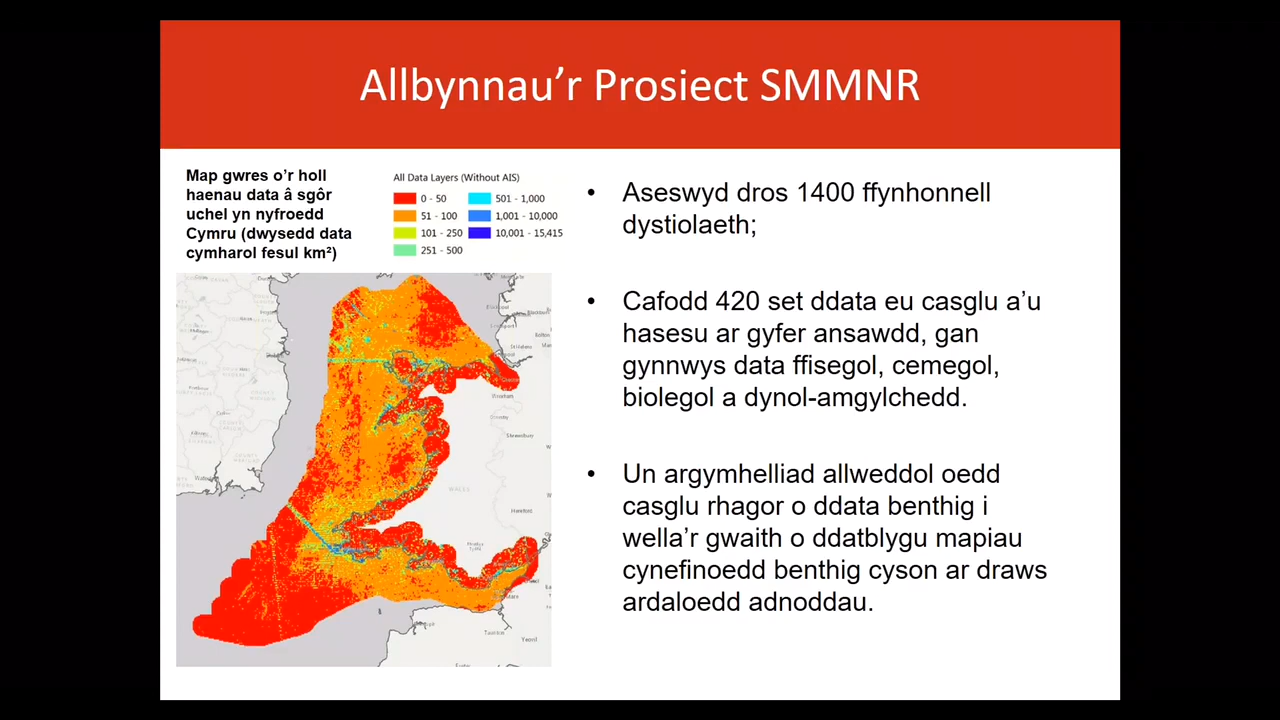 Allbynnau’r Prosiect SMMNR
Map gwres o’r holl
haenau data â sgôr
uchel yn nyfroedd
Cymru (dwysedd data
cymharol fesul km²)
All Data Layers (Without AIS)
0 - 50
51 - 100
101 - 250
251 - 500
501 - 1,000
1,001 - 10,000
10,001 - 15,415
WALES
• Aseswyd dros 1400 ffynhonnell
dystiolaeth;
• Cafodd 420 set ddata eu casglu a’u
hasesu ar gyfer ansawdd, gan
gynnwys data ffisegol, cemegol,
biolegol a dynol-amgylchedd.
• Un argymhelliad allweddol oedd
casglu rhagor o ddata benthig i
wella’r gwaith o ddatblygu mapiau
cynefinoedd benthig cyson ar draws
ardaloedd adnoddau.